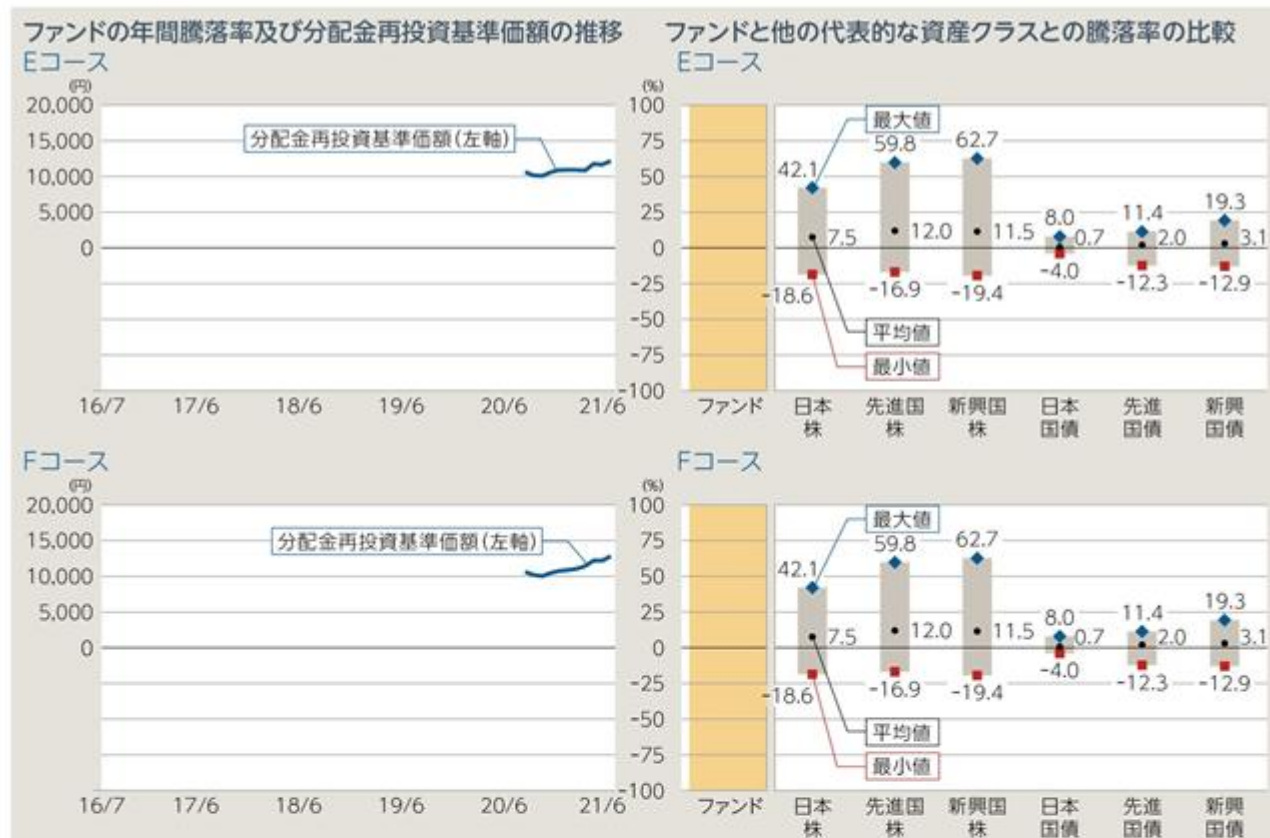 ファンドの年間騰落率及び分配金再投資基準価額の推移
Eコース
(円)
20,000
15,000
10,000
5,000
0
分配金再投資基準価額(左軸)
(%)
100
75
50
25
0
-25
-50
-75
-100
16/7 17/6 18/6 19/6 20/6 21/6
ファンドと他の代表的な資産クラスとの騰落率の比較
Eコース
最大値
42.1 59.8 62.7 8.0 11.4 19.3
7.5 12.0 11.5 0.7 2.0 3.1
-18.6 -16.9 -19.4 -4.0 -12.3 -12.9
平均値
最小値
ファンド 日本株 先進国株 新興国株 日本国債 先進国債 新興国債
Fコース
(円)
20,000
15,000
10,000
5,000
0
分配金再投資基準価額(左軸)
(%)
100
75
50
25
0
-25
-50
-75
-100
16/7 17/6 18/6 19/6 20/6 21/6
Fコース
最大値
42.1 59.8 62.7 8.0 11.4 19.3
7.5 12.0 11.5 0.7 2.0 3.1
-18.6 -16.9 -19.4 -4.0 -12.3 -12.9
平均値
最小値
ファンド 日本株 先進国株 新興国株 日本国債 先進国債 新興国債